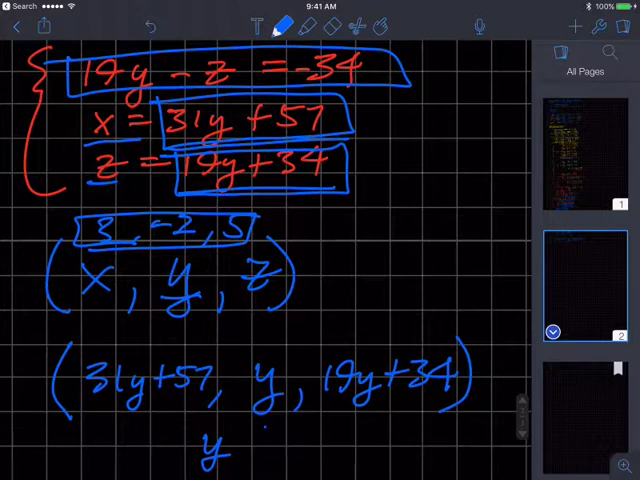 Search 9:41 AM 100%
T
All Pages
19y - z = -34
x = 31y + 57
z = 19y + 34
3, -2, 5
(x, y, z)
(31y+57, y, 19y+34)
y
1
2